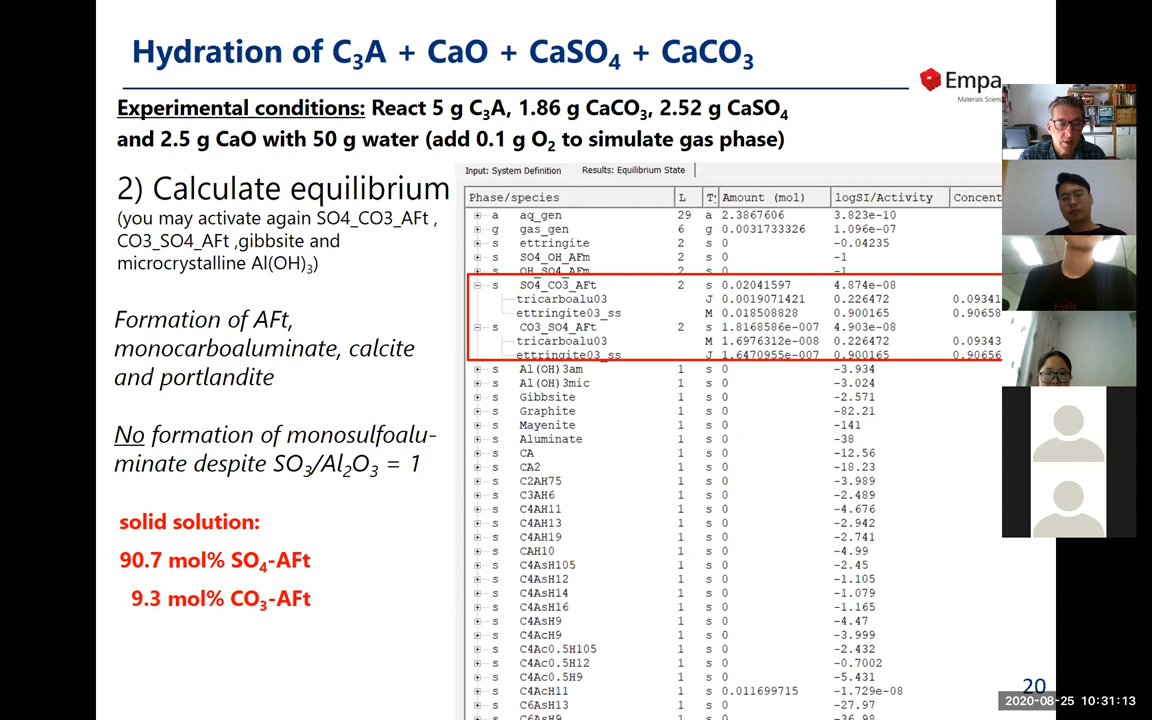 Hydration of C3A + CaO + CaSO4 + CaCO3
Empa
Materials Scienc
Experimental conditions: React 5 g C3A, 1.86 g CaCO3, 2.52 g CaSO4
and 2.5 g CaO with 50 g water (add 0.1 g O2 to simulate gas phase)
2) Calculate equilibrium
(you may activate again SO4_CO3_AFt ,
CO3_SO4_AFt ,gibbsite and
microcrystalline Al(OH)3)
Formation of AFt,
monocarboaluminate, calcite
and portlandite
No formation of monosulfoalu-
minate despite SO3/Al2O3 = 1
solid solution:
90.7 mol% SO4-AFt
9.3 mol% CO3-AFt
Input: System Definition Results: Equilibrium State
Phase/species L T Amount (mol) logSI/Activity Concent
a aq_gen 29 a 2.3867606 3.823e-10
g gas_gen 6 g 0.0031733326 1.096e-07
s ettringite 2 s 0 -0.04235
s SO4_OH_AFm 2 s 0 -1
s OH_SO4_AFm 2 s 0 -1
s SO4_CO3_AFt 2 s 0.02041597 4.874e-08
tricarboalu03 J 0.0019071421 0.226472 0.09341
ettringite03_ss M 0.018508828 0.900165 0.90658
s CO3_SO4_AFt 2 s 1.8168586e-007 4.903e-08
tricarboalu03 M 1.6976312e-008 0.226472 0.09343
ettringite03_ss J 1.6470955e-007 0.900165 0.90656
s Al(OH)3am 1 s 0 -3.934
s Al(OH)3mic 1 s 0 -3.024
s Gibbsite 1 s 0 -2.571
s Graphite 1 s 0 -82.21
s Mayenite 1 s 0 -141
s Aluminate 1 s 0 -38
s CA 1 s 0 -12.56
s CA2 1 s 0 -18.23
s C2AH75 1 s 0 -3.989
s C3AH6 1 s 0 -2.489
s C4AH11 1 s 0 -4.676
s C4AH13 1 s 0 -2.942
s C4AH19 1 s 0 -2.741
s CAH10 1 s 0 -4.99
s C4AsH105 1 s 0 -2.45
s C4AsH12 1 s 0 -1.105
s C4AsH14 1 s 0 -1.079
s C4AsH16 1 s 0 -1.165
s C4AsH9 1 s 0 -4.47
s C4AcH9 1 s 0 -3.999
s C4Ac0.5H105 1 s 0 -2.432
s C4Ac0.5H12 1 s 0 -0.7002
s C4Ac0.5H9 1 s 0 -5.431
s C4AcH11 1 s 0.011699715 -1.729e-08
s C6AsH13 1 s 0 -27.97
s C6AsH9 1 s 0 -36.98
20
2020-08-25 10:31:13